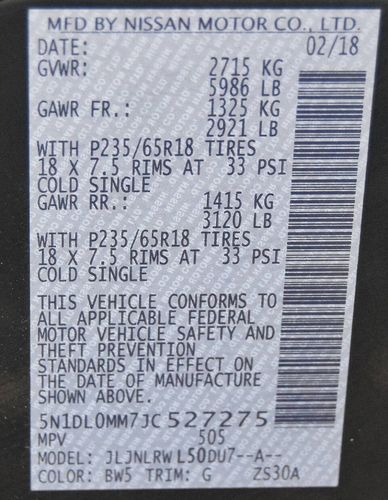 MFD BY NISSAN MOTOR CO., LTD.
DATE: 02/18
GVWR: 2715 KG
5986 LB
GAWR FR.: 1325 KG
2921 LB
WITH P235/65R18 TIRES
18 X 7.5 RIMS AT 33 PSI
COLD SINGLE
GAWR RR.: 1415 KG
3120 LB
WITH P235/65R18 TIRES
18 X 7.5 RIMS AT 33 PSI
COLD SINGLE
THIS VEHICLE CONFORMS TO
ALL APPLICABLE FEDERAL
MOTOR VEHICLE SAFETY AND
THEFT PREVENTION
STANDARDS IN EFFECT ON
THE DATE OF MANUFACTURE
SHOWN ABOVE.
5N1DL0MM7JC527275
MPV 505
MODEL: JLJNLRWL50DU7--A--
COLOR: BW5 TRIM: G ZS30A